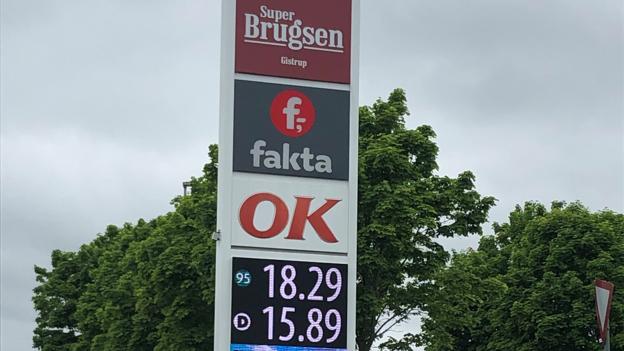 Super
Brugsen
Gistrup
f,-
fakta
OK
95 18.29
D 15.89